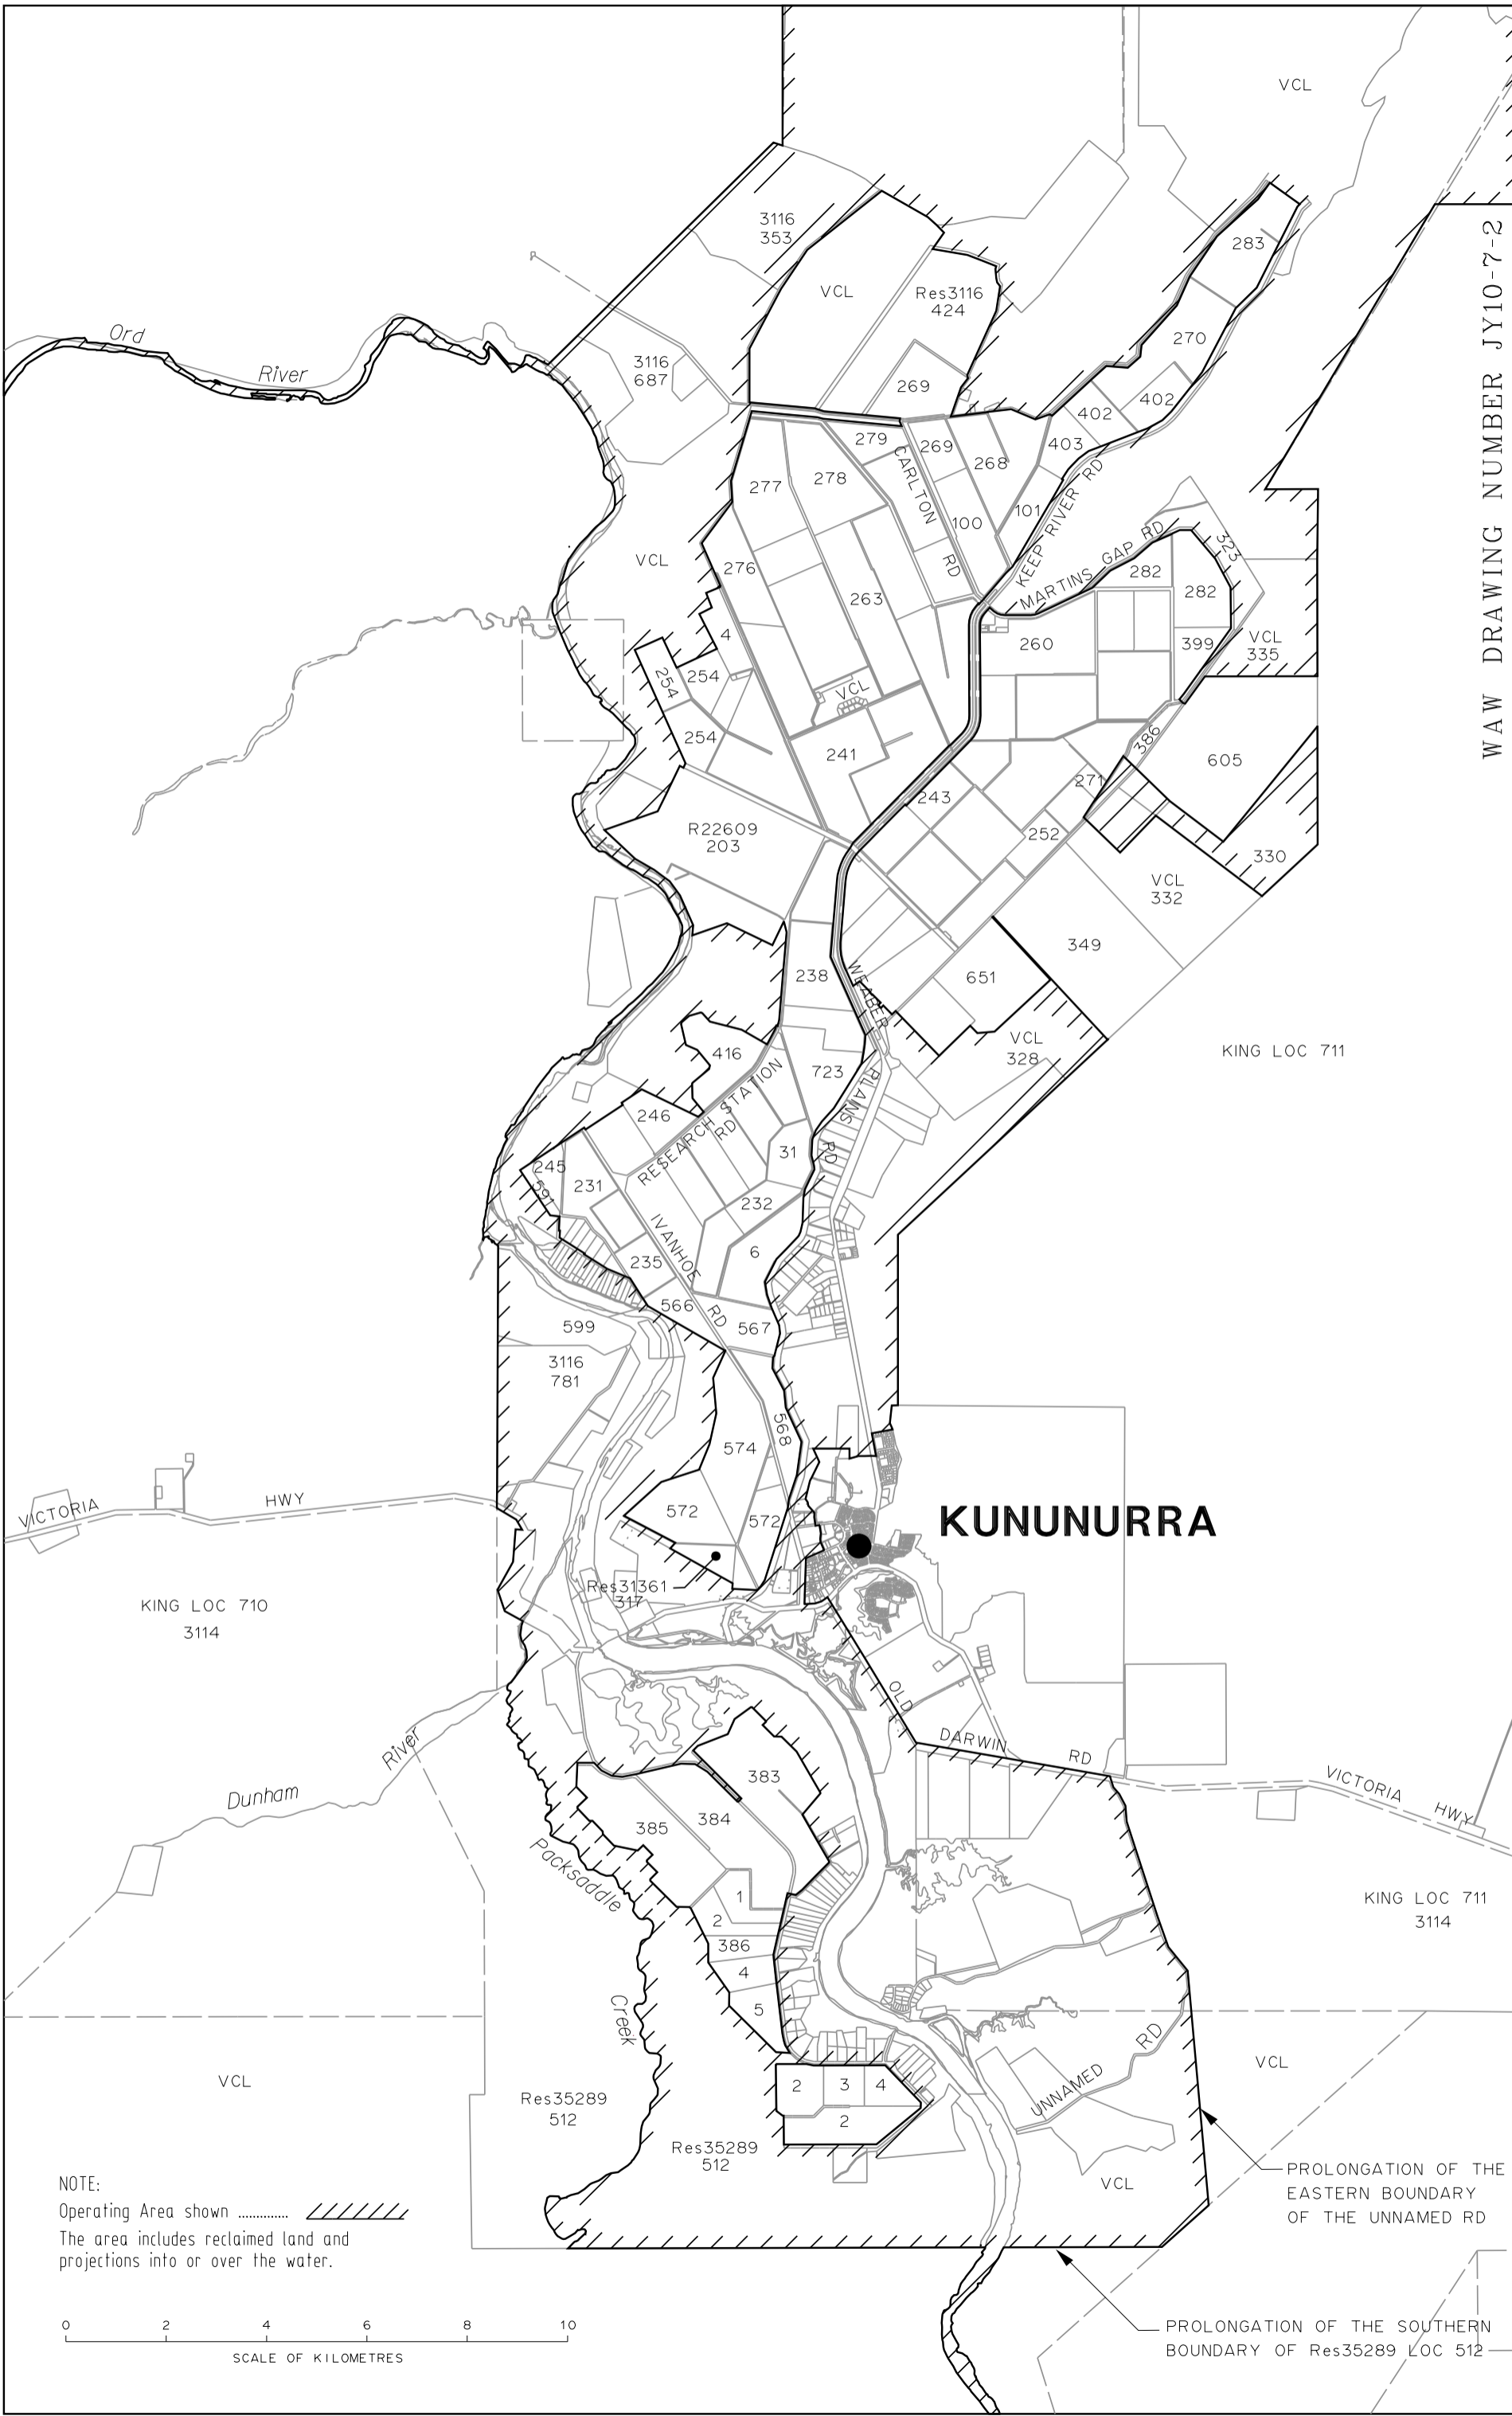 VCL
WAW DRAWING NUMBER JY10-7-2
3116
353
283
VCL
Res3116
424
Ord
River
270
3116
687
269
402
402
279
269
403
268
277
278
CARLTON
RD
100
101
KEEP RIVER RD
MARTINS GAP RD
323
VCL
276
282
282
263
4
260
399
VCL
335
254
254
VCL
254
241
386
605
243
271
R22609
203
252
330
VCL
332
349
238
651
WEABER
PLAINS
RD
VCL
328
KING LOC 711
416
723
RESEARCH STATION
RD
246
31
245
591
231
232
IVANHOE
RD
235
6
566
599
567
3116
781
568
574
VICTORIA
HWY
572
572
KUNUNURRA
Res31361
317
KING LOC 710
3114
OLD
DARWIN
RD
River
Dunham
383
VICTORIA
HWY
384
385
Packsaddle
Creek
1
2
386
4
5
KING LOC 711
3114
UNNAMED
RD
VCL
VCL
2
3
4
2
Res35289
512
Res35289
512
VCL
PROLONGATION OF THE
EASTERN BOUNDARY
OF THE UNNAMED RD
NOTE:
Operating Area shown ..............
The area includes reclaimed land and
projections into or over the water.
PROLONGATION OF THE SOUTHERN
BOUNDARY OF Res35289 LOC 512
0 2 4 6 8 10
SCALE OF KILOMETRES